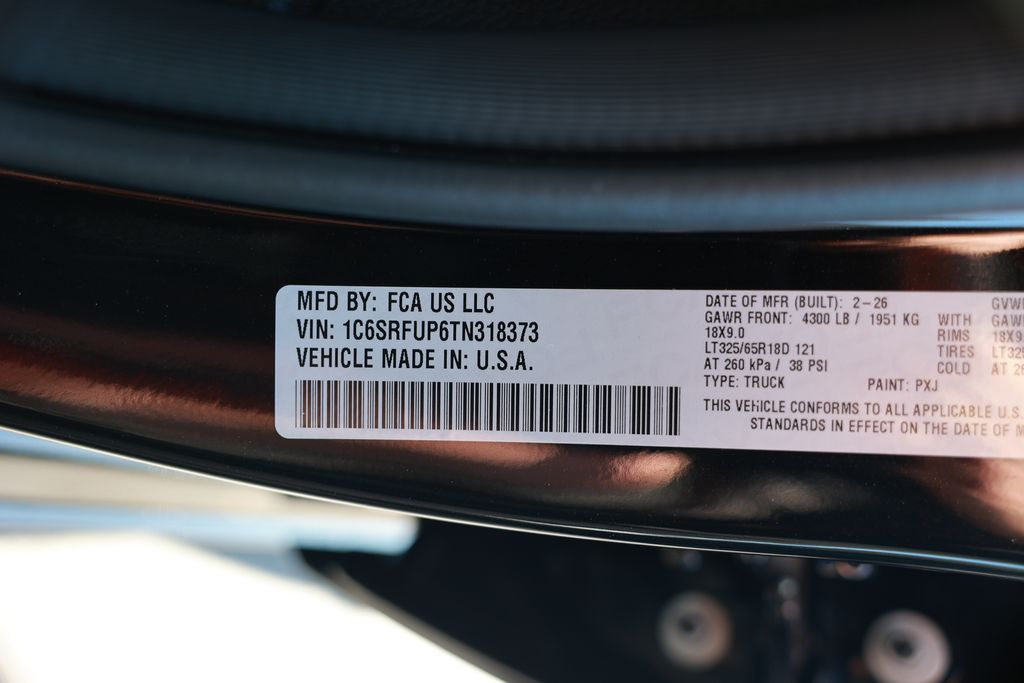 MFD BY: FCA US LLC
VIN: 1C6SRFUP6TN318373
VEHICLE MADE IN: U.S.A.
DATE OF MFR (BUILT): 2-26
GAWR FRONT: 4300 LB / 1951 KG
18X9.0
LT325/65R18D 121
AT 260 kPa / 38 PSI
TYPE: TRUCK PAINT: PXJ
WITH
RIMS 18X9
TIRES
COLD AT
THIS VEHICLE CONFORMS TO ALL APPLICABLE U.S.
STANDARDS IN EFFECT ON THE DATE OF